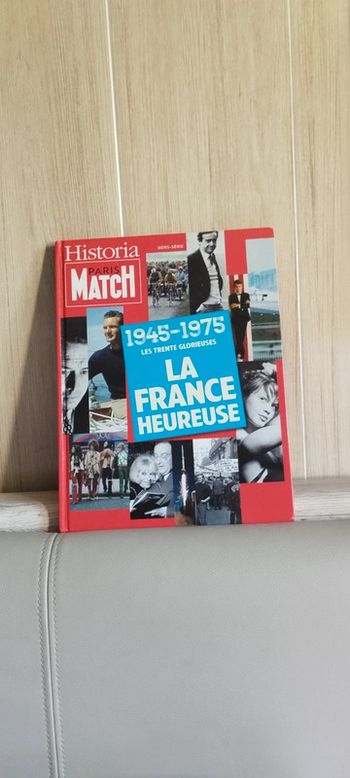 Historia
HORS-SÉRIE
PARIS
MATCH
1945-1975
LES TRENTE GLORIEUSES
LA
FRANCE
HEUREUSE